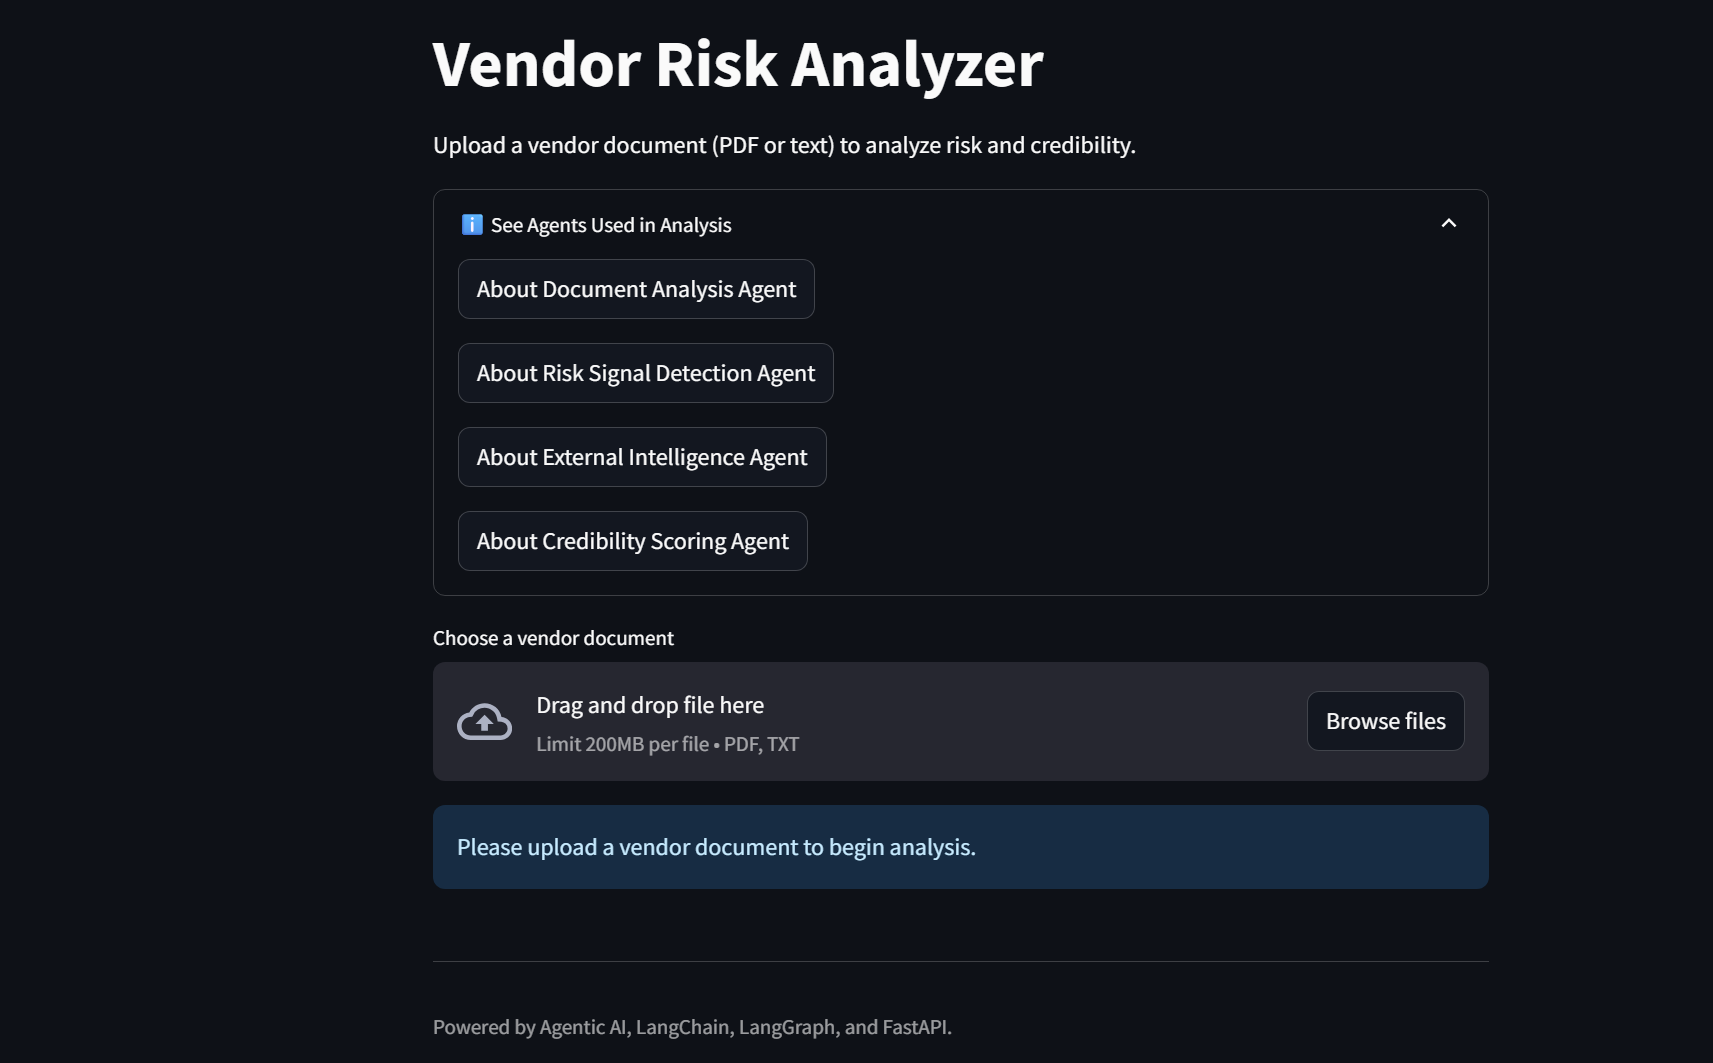 Vendor Risk Analyzer
Upload a vendor document (PDF or text) to analyze risk and credibility.
i See Agents Used in Analysis
About Document Analysis Agent
About Risk Signal Detection Agent
About External Intelligence Agent
About Credibility Scoring Agent
Choose a vendor document
Drag and drop file here
Limit 200MB per file • PDF, TXT
Browse files
Please upload a vendor document to begin analysis.
Powered by Agentic AI, LangChain, LangGraph, and FastAPI.